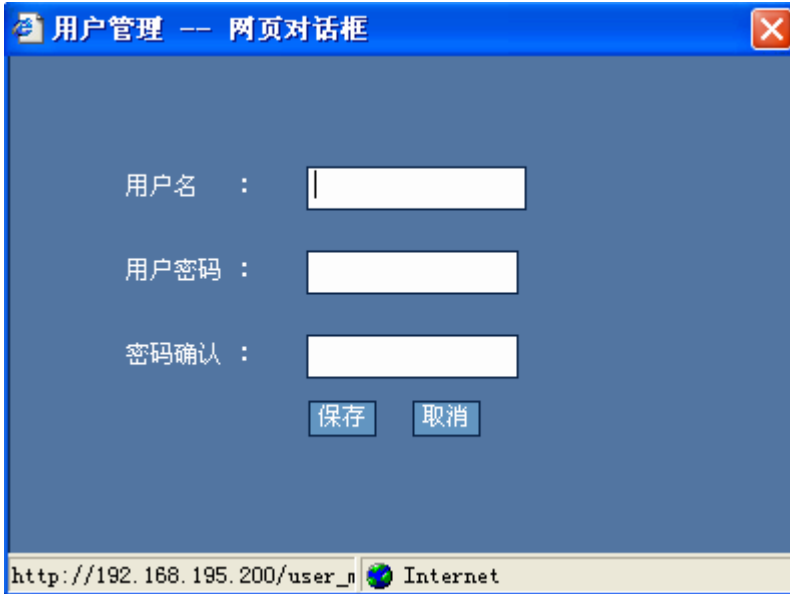 用户管理 -- 网页对话框
用户名 :
用户密码 :
密码确认 :
保存 取消
http://192.168.195.200/user_m Internet